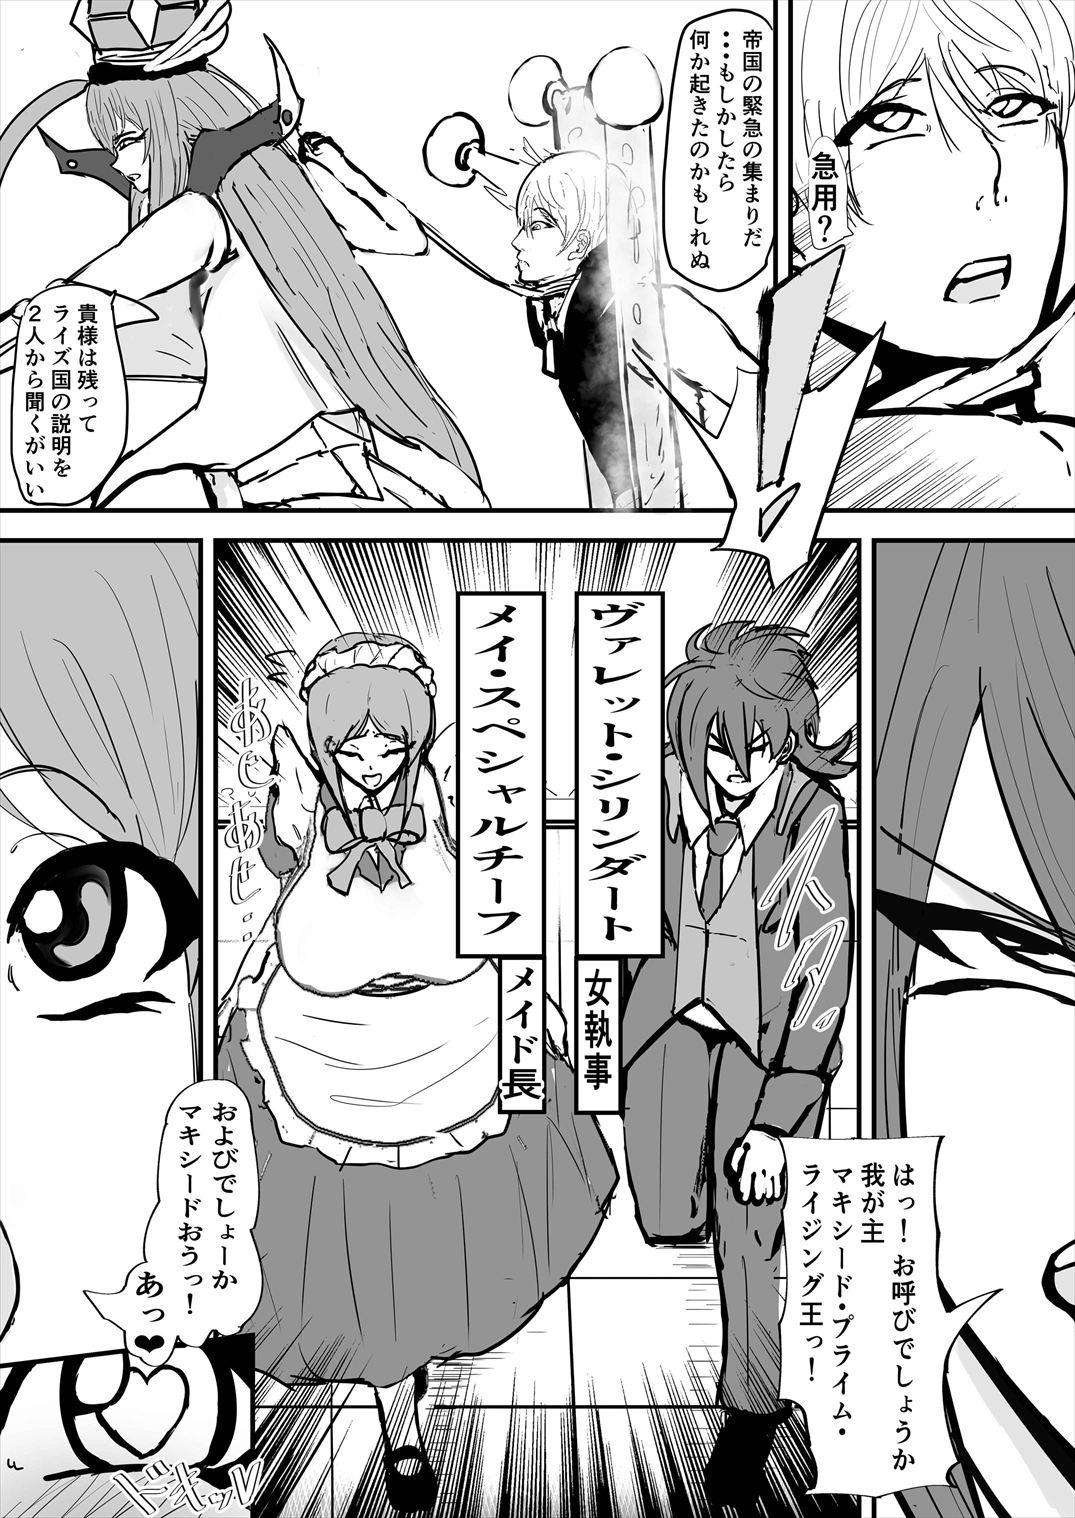 急用？
帝国の緊急の集まりだ
・・・もしかしたら
何か起きたのかもしれぬ
貴様は残って
ライズ国の説明を
２人から聞くがいい
ヴァレット・シリンダート
女執事
メイ・スペシャルチーフ
メイド長
スタッ
あせあせ…
はっ！お呼びでしょうか
我が主
マキシード・プライム・
ライジング王っ！
およびでしょーか
マキシードおうっ！
あっ♥
ドキッ♡